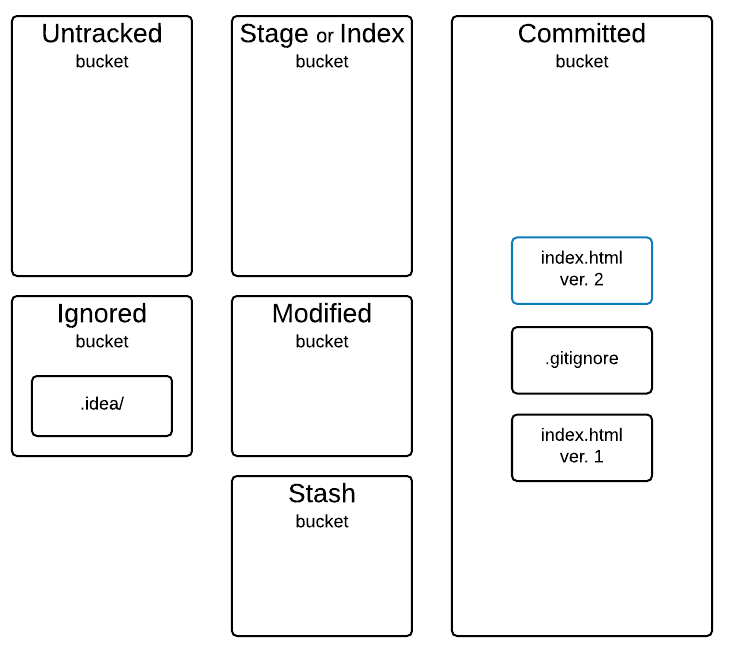 Untracked
bucket
Stage or Index
bucket
Committed
bucket
index.html
ver. 2
Ignored
bucket
.idea/
Modified
bucket
.gitignore
index.html
ver. 1
Stash
bucket